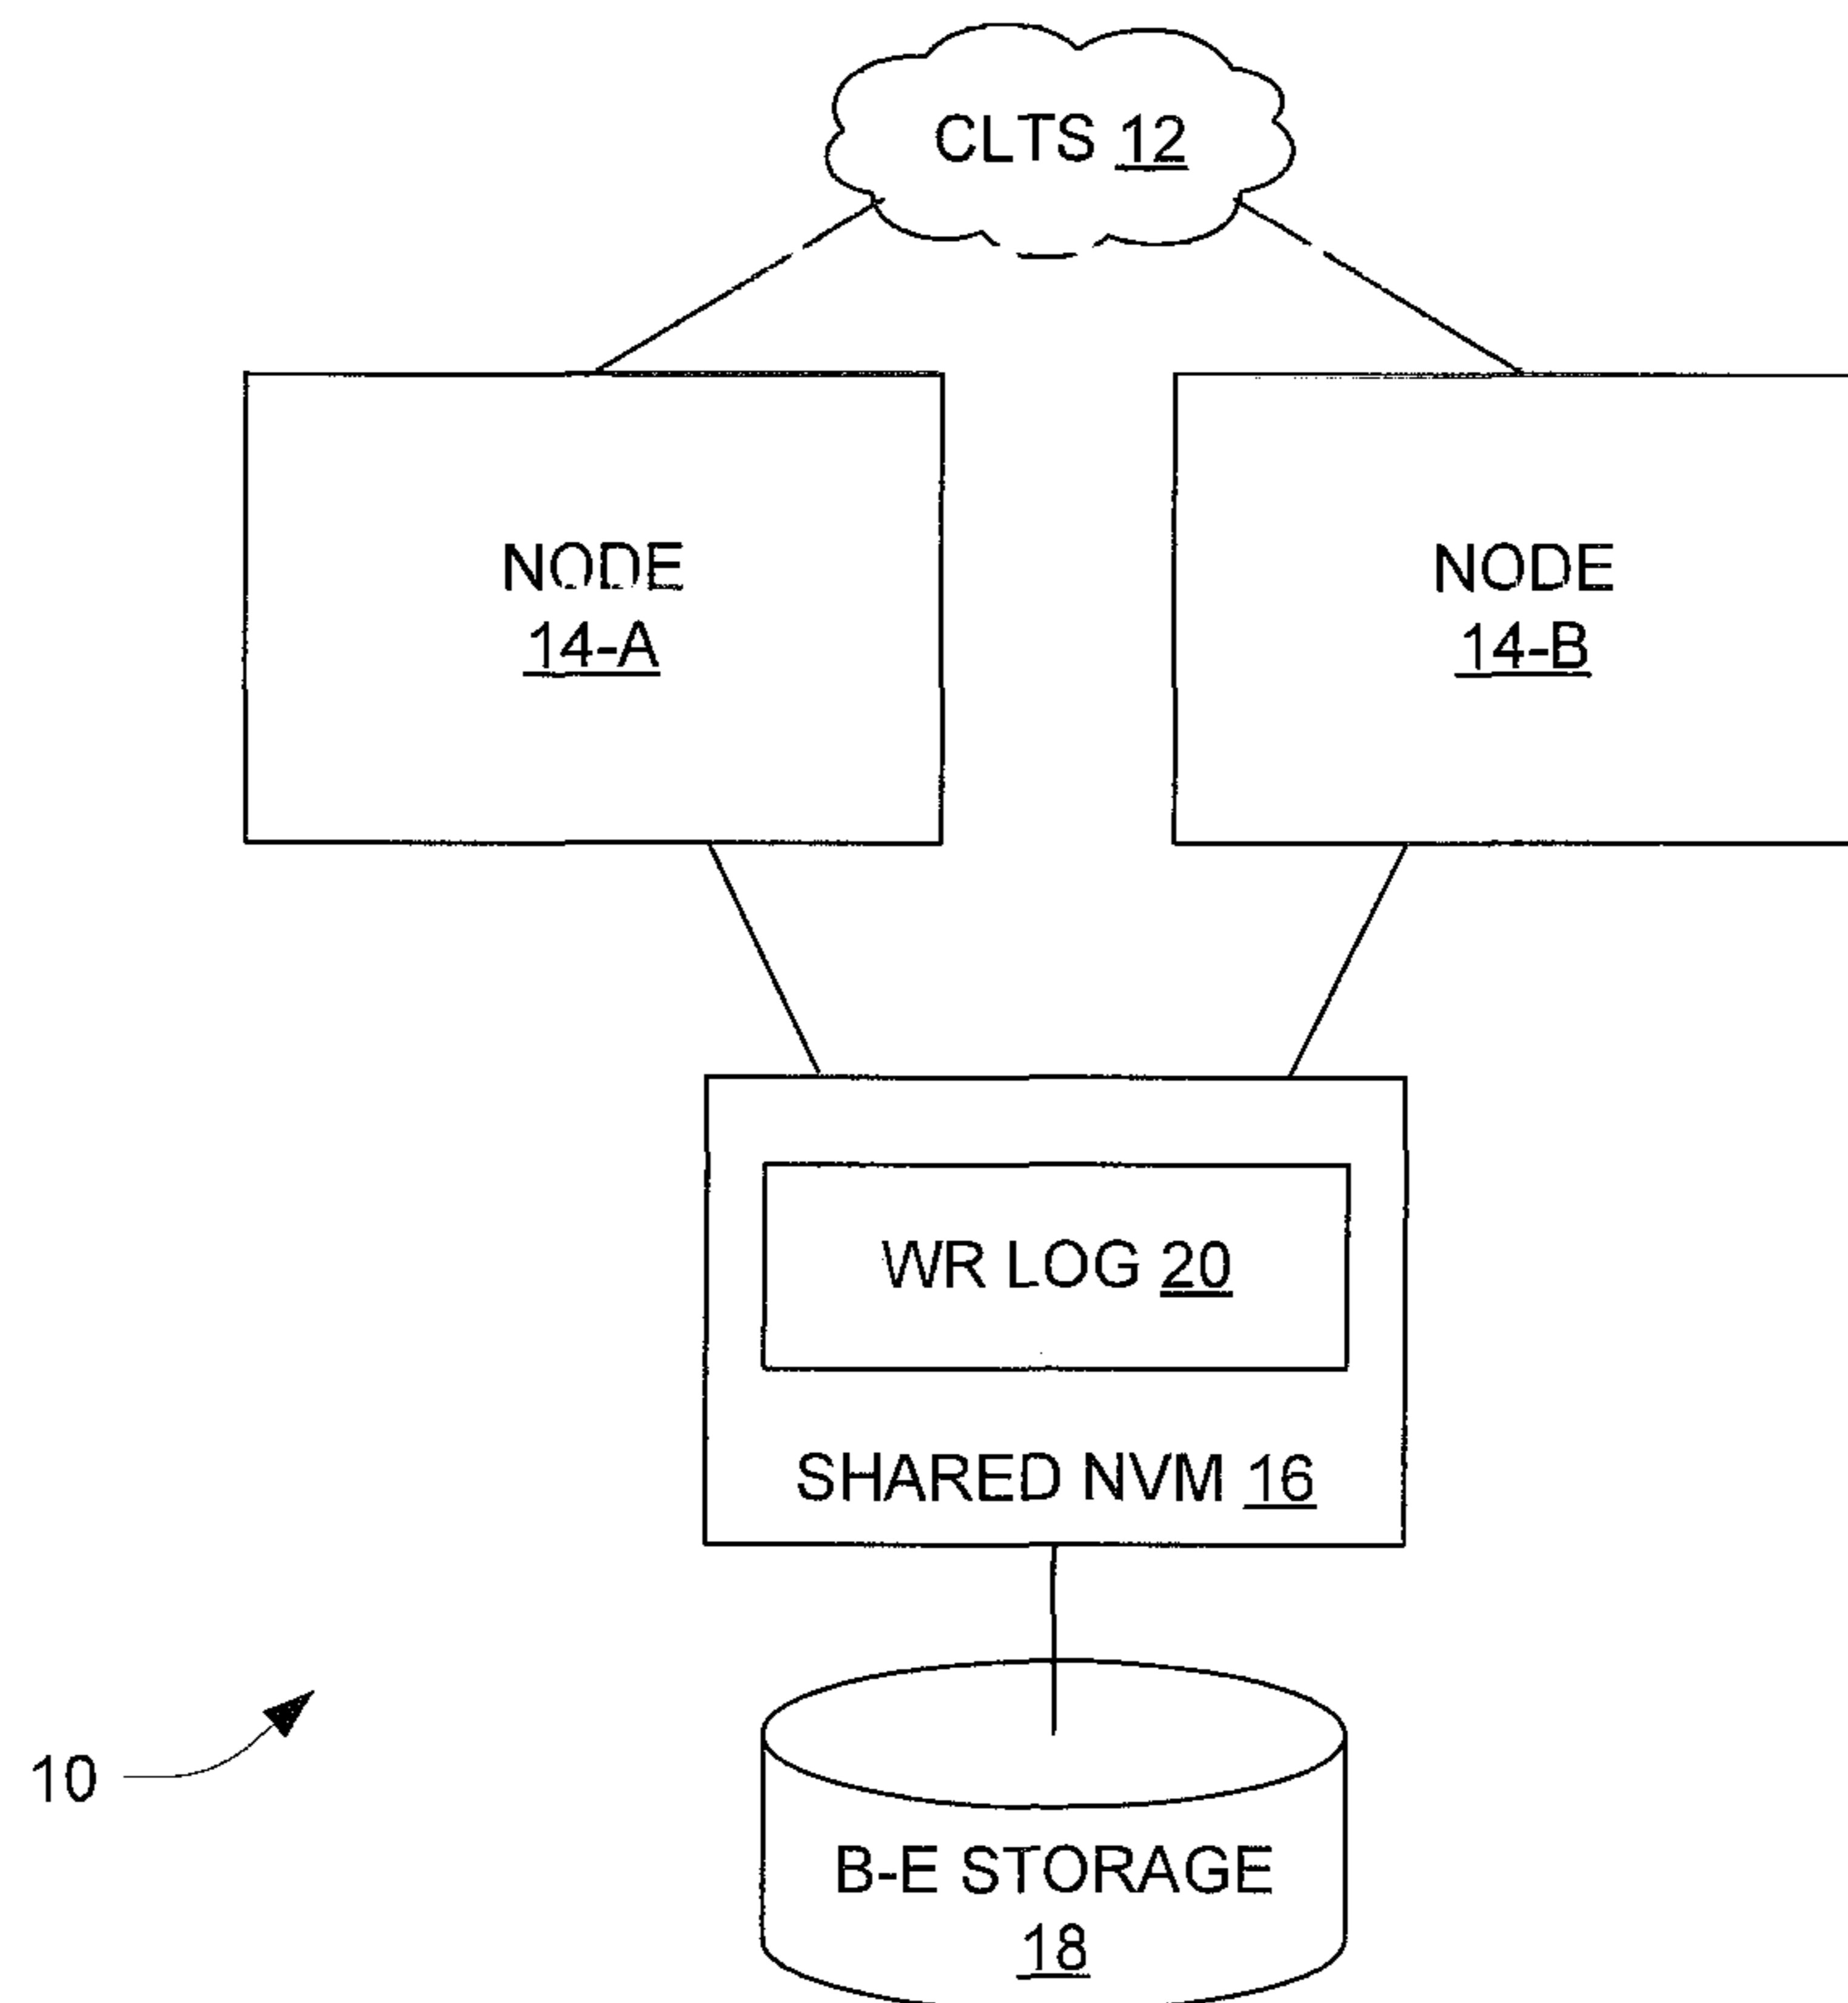 CLTS 12
NODE
14-A
NODE
14-B
WR LOG 20
SHARED NVM 16
10
B-E STORAGE
18